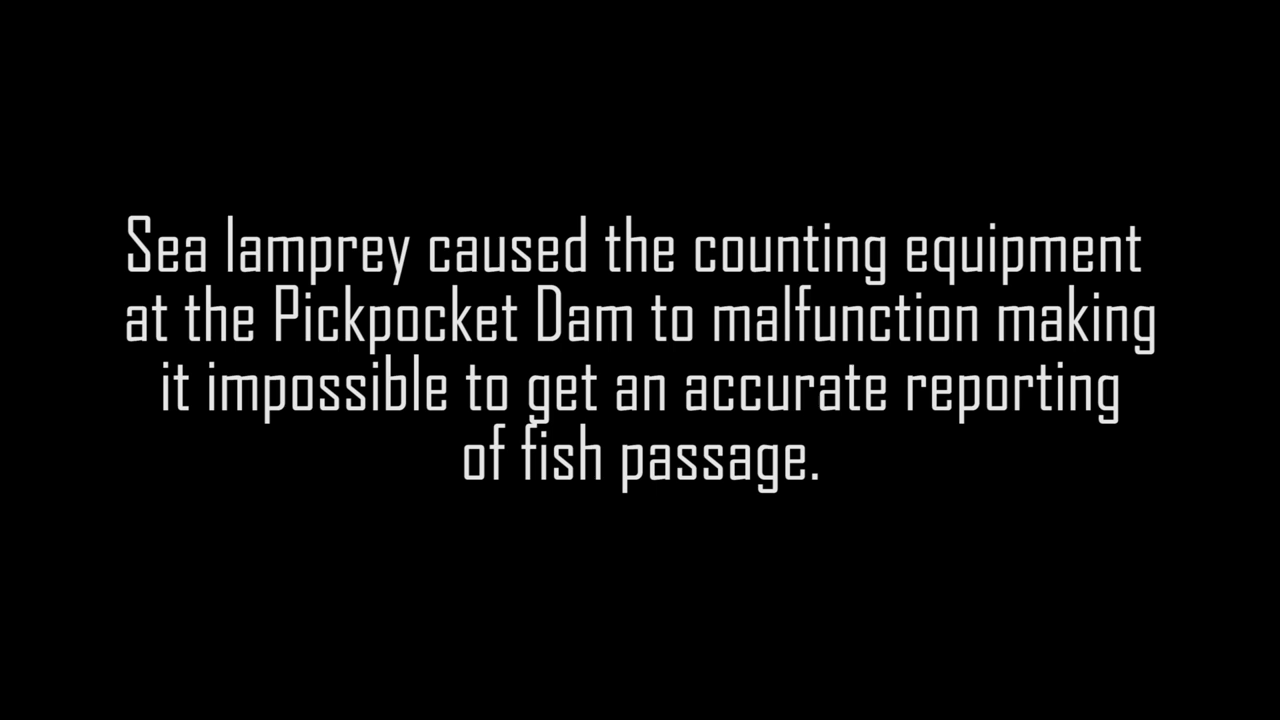 Sea lamprey caused the counting equipment
at the Pickpocket Dam to malfunction making
it impossible to get an accurate reporting
of fish passage.